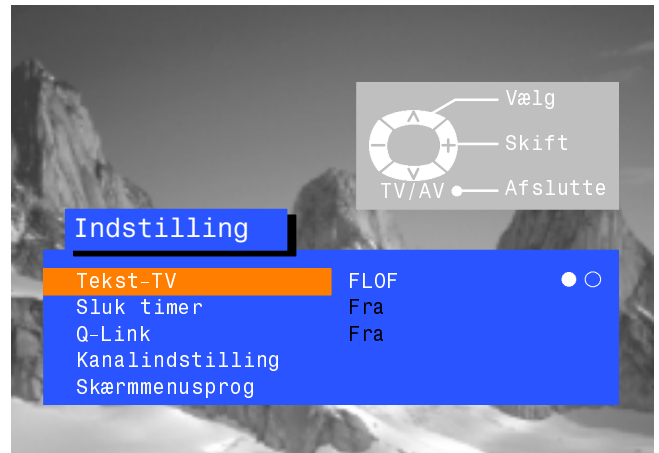 Vælg
Skift
TV/AV Afslutte
Indstilling
Tekst-TV FLOF
Sluk timer Fra
Q-Link Fra
Kanalindstilling
Skærmmenusprog